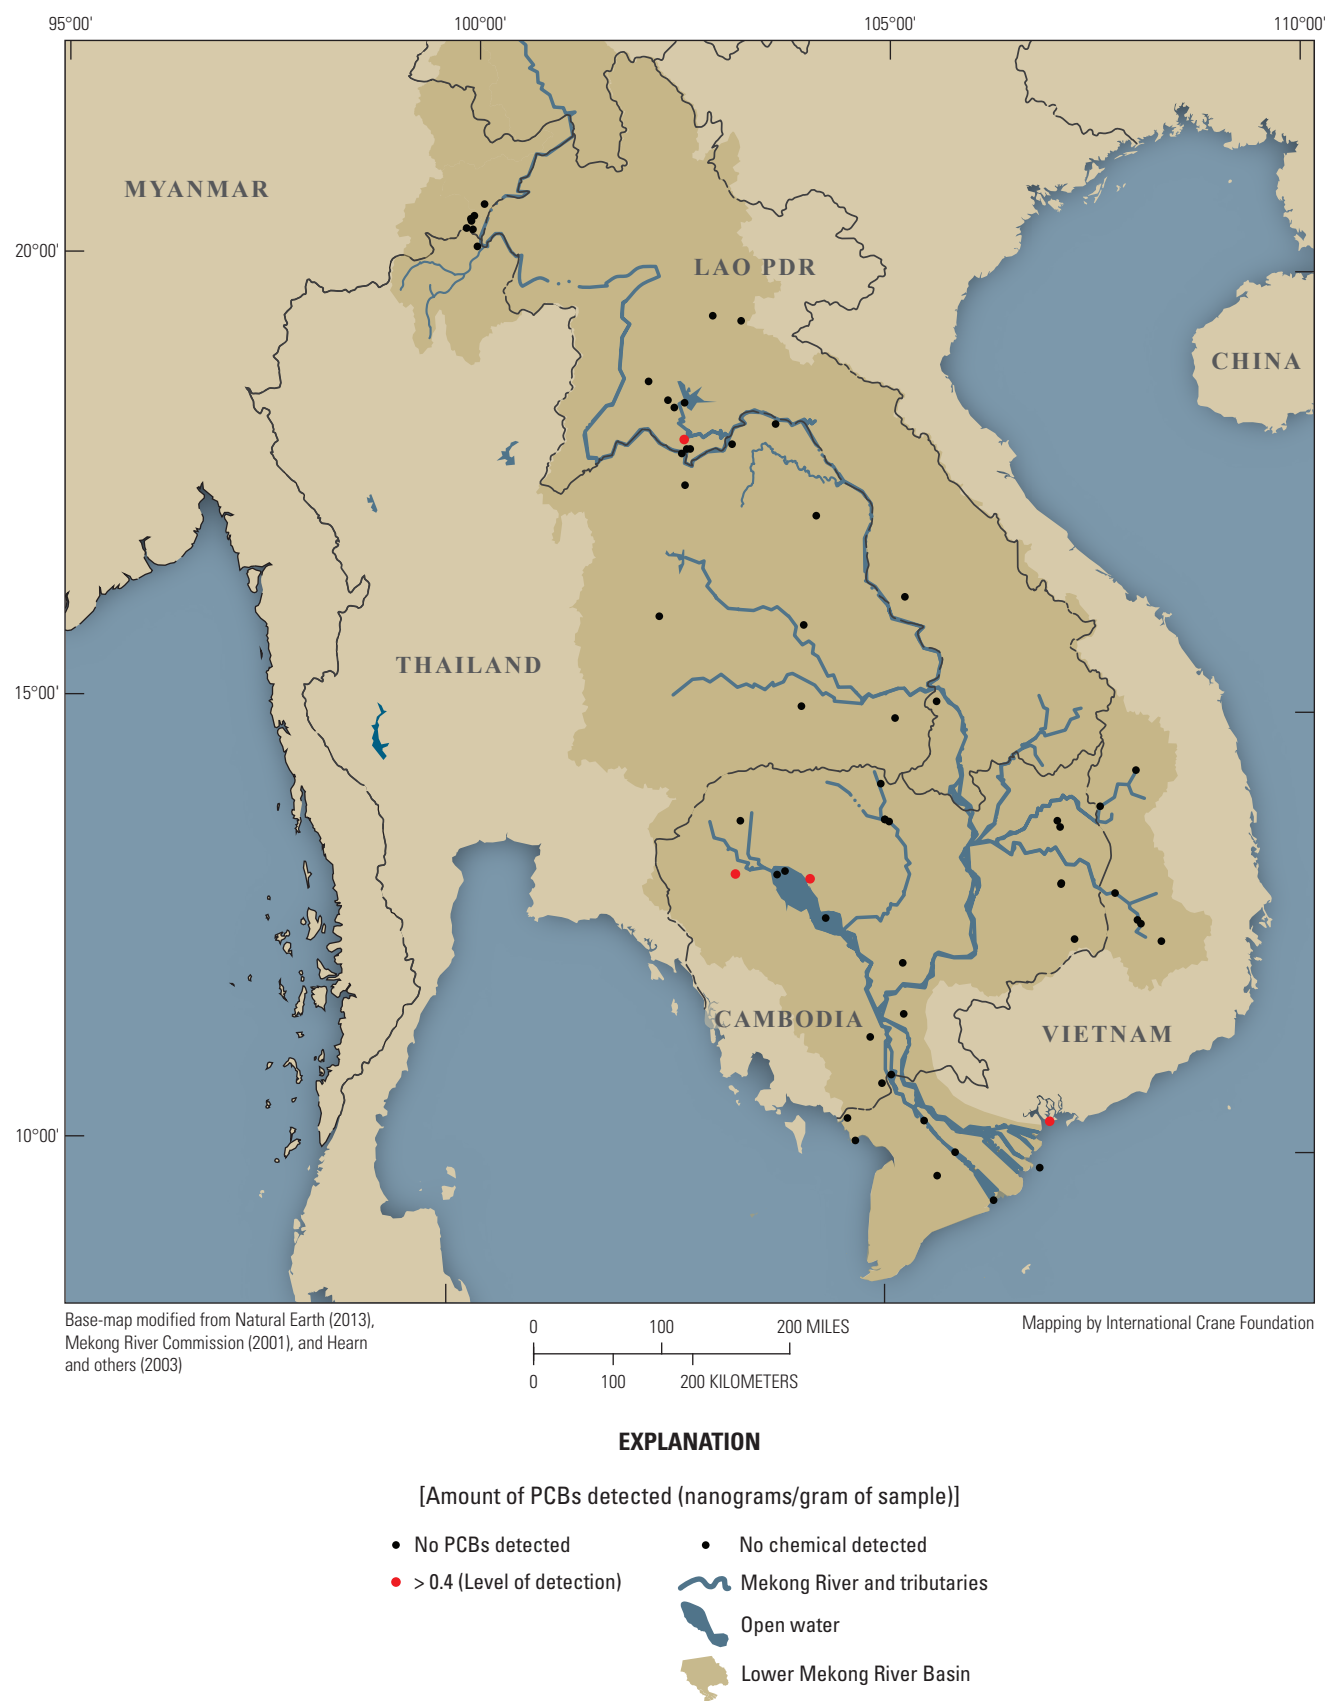 95°00'
100°00'
105°00'
110°00'
MYANMAR
20°00'
LAO PDR
CHINA
THAILAND
15°00'
CAMBODIA
VIETNAM
10°00'
Base-map modified from Natural Earth (2013),
Mekong River Commission (2001), and Hearn
and others (2003)
0 100 200 MILES
0 100 200 KILOMETERS
Mapping by International Crane Foundation
EXPLANATION
[Amount of PCBs detected (nanograms/gram of sample)]
No PCBs detected
> 0.4 (Level of detection)
No chemical detected
Mekong River and tributaries
Open water
Lower Mekong River Basin